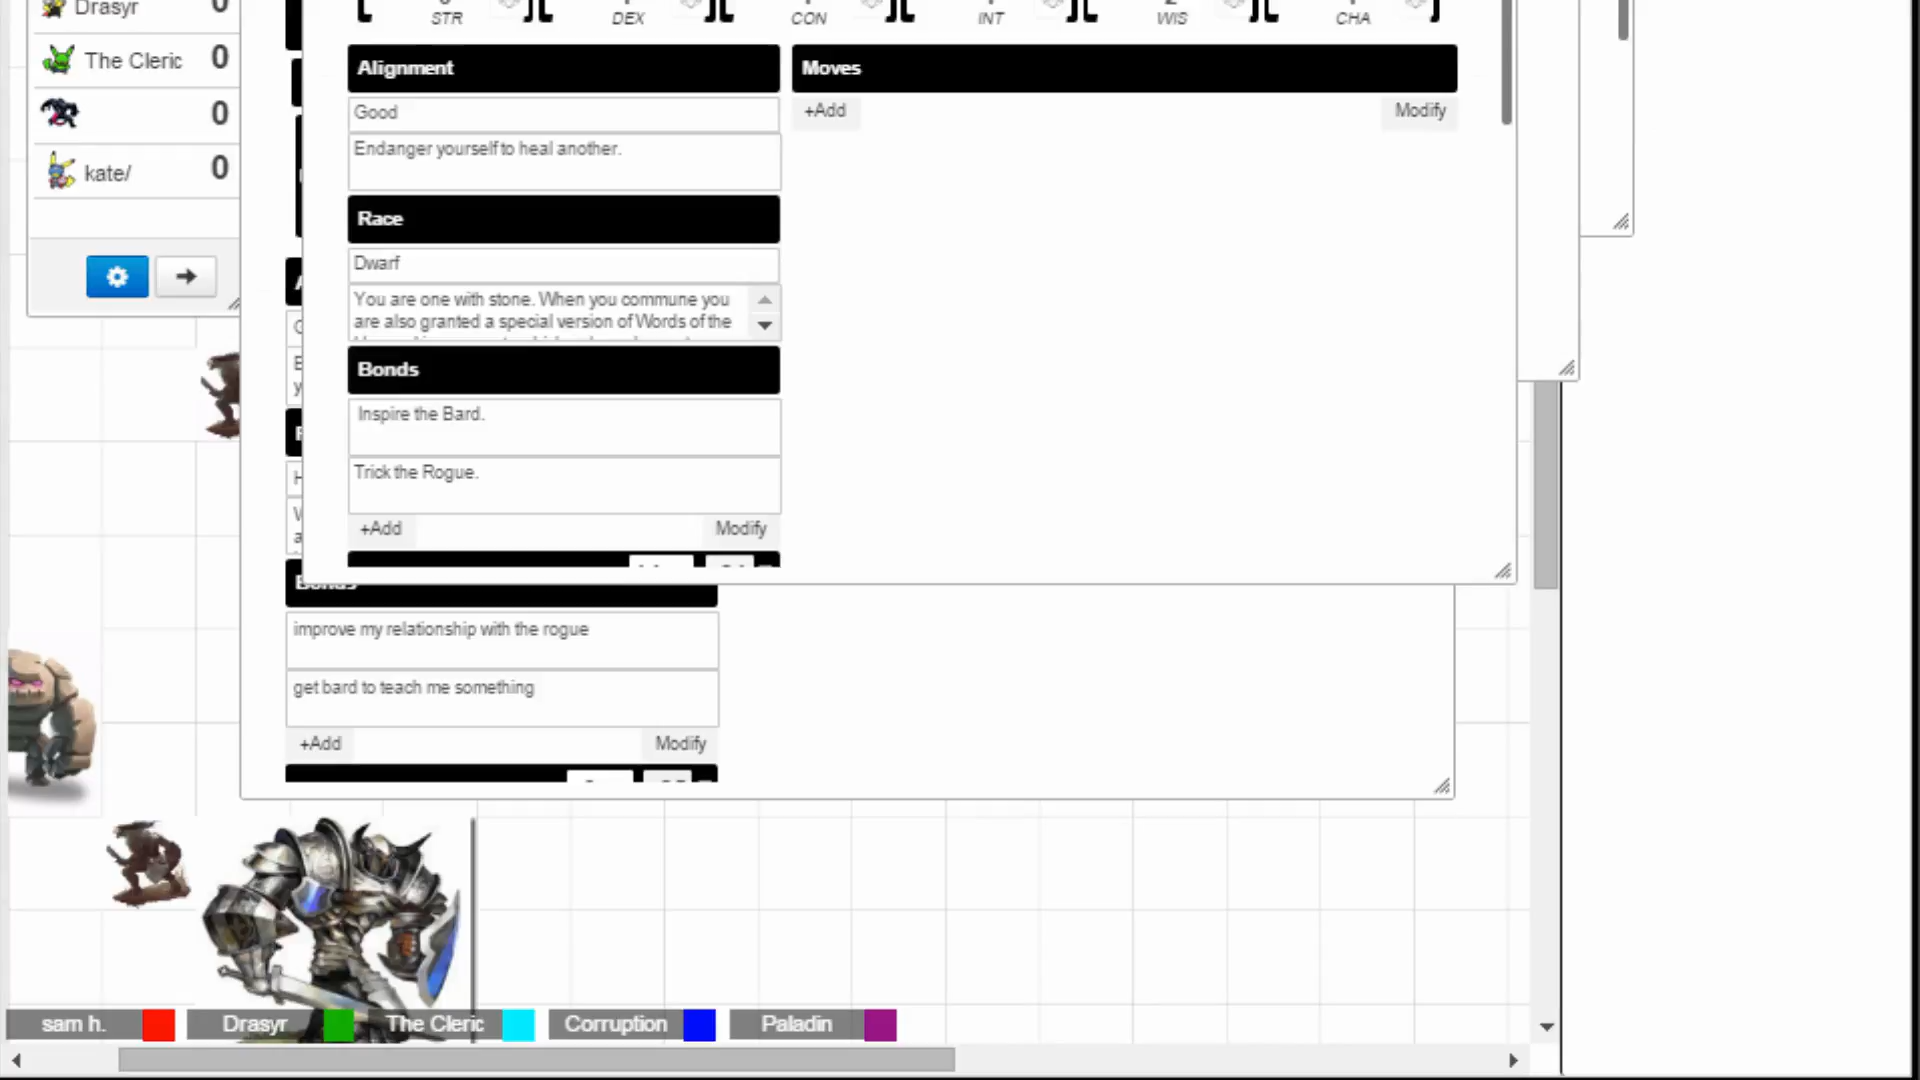 Drasyr 0
The Cleric 0
0
kate/ 0
STR DEX CON INT WIS CHA
Alignment
Good
Endanger yourself to heal another.
Race
Dwarf
You are one with stone. When you commune you
are also granted a special version of Words of the
Bonds
Inspire the Bard.
Trick the Rogue.
+Add Modify
Moves
+Add Modify
Bonds
improve my relationship with the rogue
get bard to teach me something
+Add Modify
sam h. Drasyr The Cleric Corruption Paladin